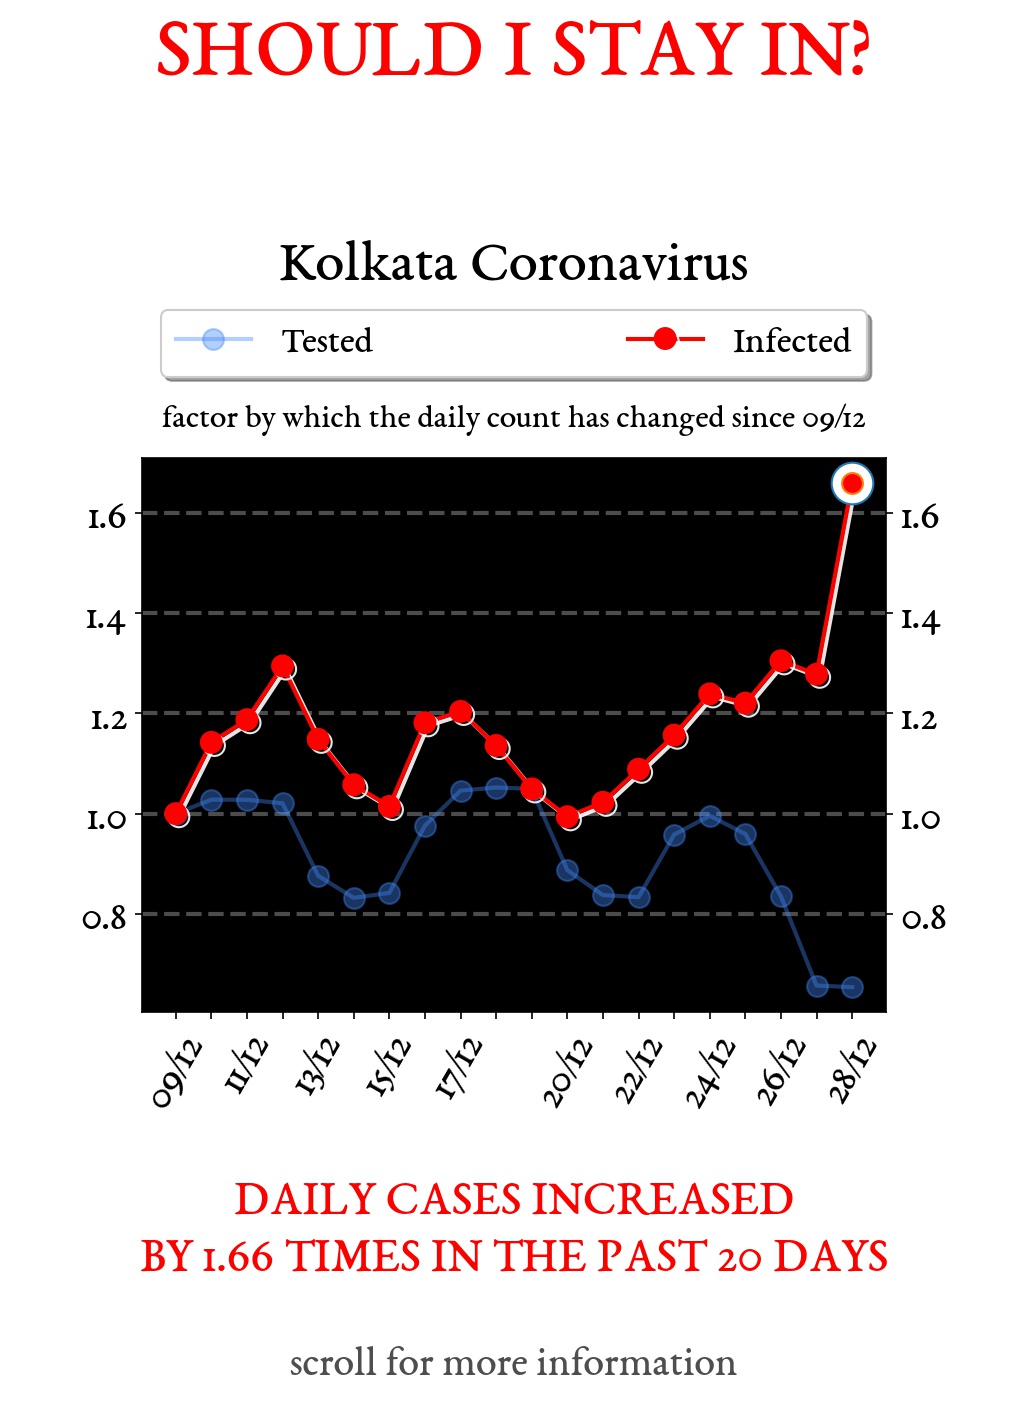 SHOULD I STAY IN?
Kolkata Coronavirus
Tested Infected
factor by which the daily count has changed since 09/12
1.6 1.6
1.4 1.4
1.2 1.2
1.0 1.0
0.8 0.8
09/12 11/12 13/12 15/12 17/12 20/12 22/12 24/12 26/12 28/12
DAILY CASES INCREASED
BY 1.66 TIMES IN THE PAST 20 DAYS
scroll for more information